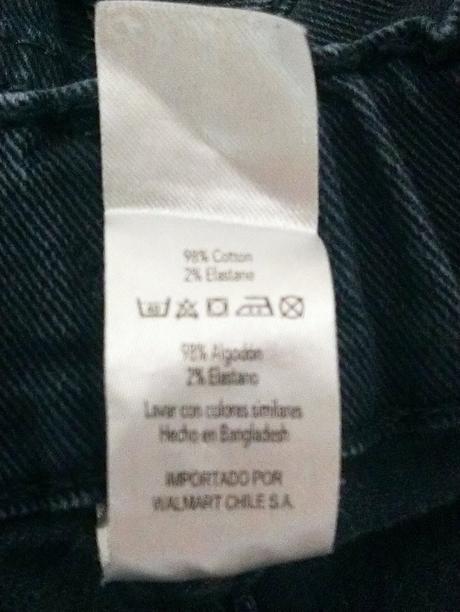 98% Cotton
2% Elastane
98% Algodón
2% Elastano
Lavar con colores similares
Hecho en Bangladesh
IMPORTADO POR
WALMART CHILE S.A.